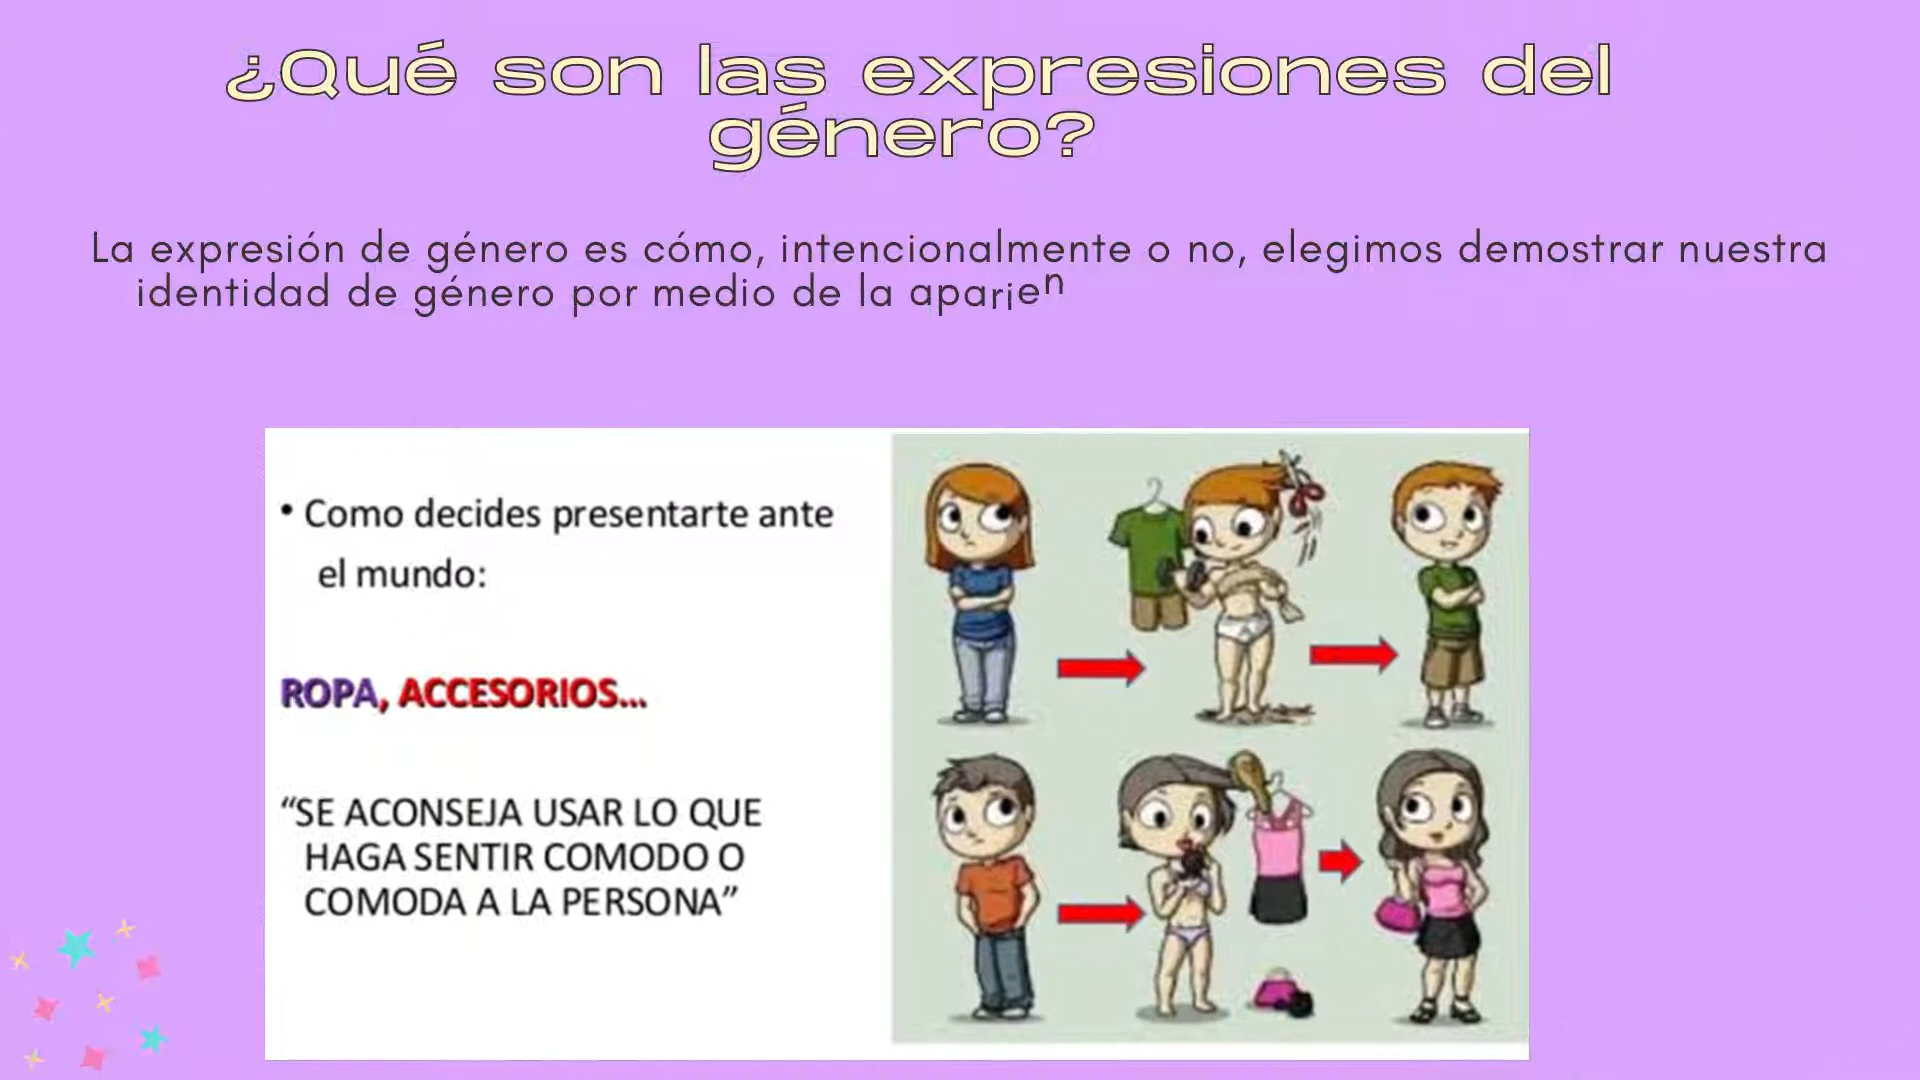 ¿Qué son las expresiones del
género?
La expresión de género es cómo, intencionalmente o no, elegimos demostrar nuestra
identidad de género por medio de la aparien
• Como decides presentarte ante
el mundo:
ROPA, ACCESORIOS...
“SE ACONSEJA USAR LO QUE
HAGA SENTIR COMODO O
COMODA A LA PERSONA”